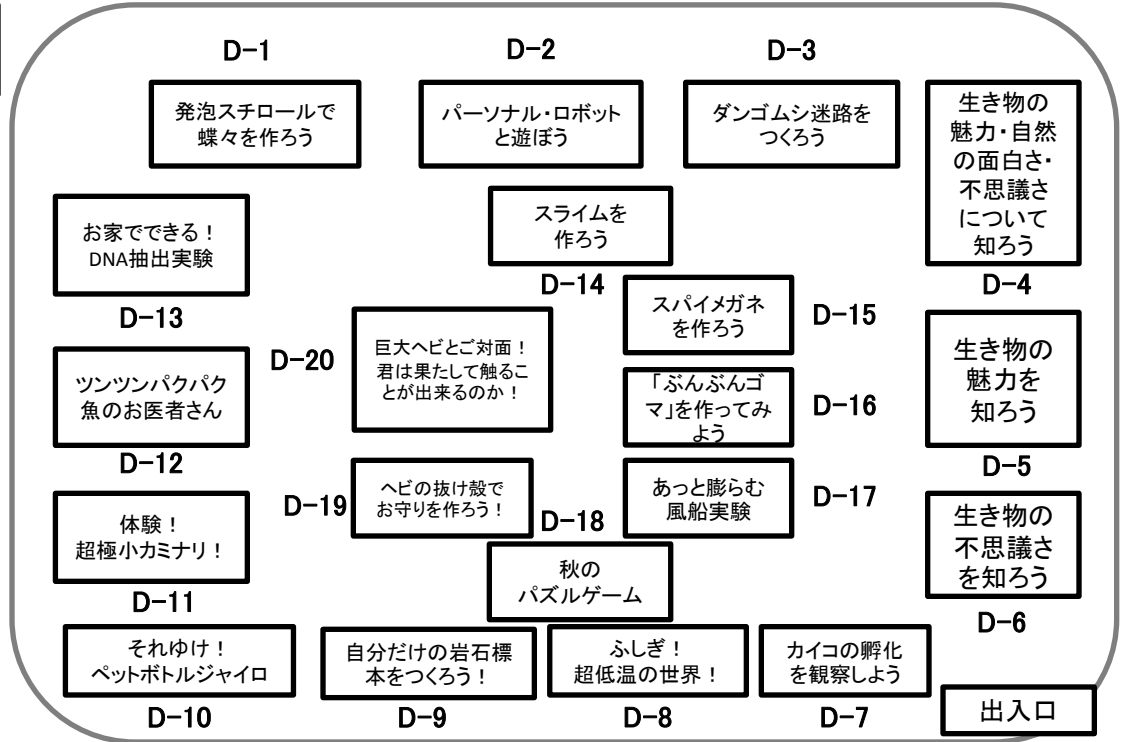 D-1
発泡スチロールで
蝶々を作ろう
D-2
パーソナル・ロボット
と遊ぼう
D-3
ダンゴムシ迷路を
つくろう
生き物の
魅力・自然
の面白さ・
不思議さ
について
知ろう
D-4
お家でできる！
DNA抽出実験
D-13
スライムを
作ろう
D-14
スパイメガネ
を作ろう
D-15
生き物の
魅力を
知ろう
D-5
D-20
巨大ヘビとご対面！
君は果たして触るこ
とが出来るのか！
「ぶんぶんゴ
マ」を作ってみ
よう
D-16
ツンツンパクパク
魚のお医者さん
D-12
D-19
ヘビの抜け殻で
お守りを作ろう！
あっと膨らむ
風船実験
D-17
生き物の
不思議さ
を知ろう
D-6
体験！
超極小カミナリ！
D-11
D-18
秋の
パズルゲーム
それゆけ！
ペットボトルジャイロ
D-10
自分だけの岩石標
本をつくろう！
D-9
ふしぎ！
超低温の世界！
D-8
カイコの孵化
を観察しよう
D-7
出入口